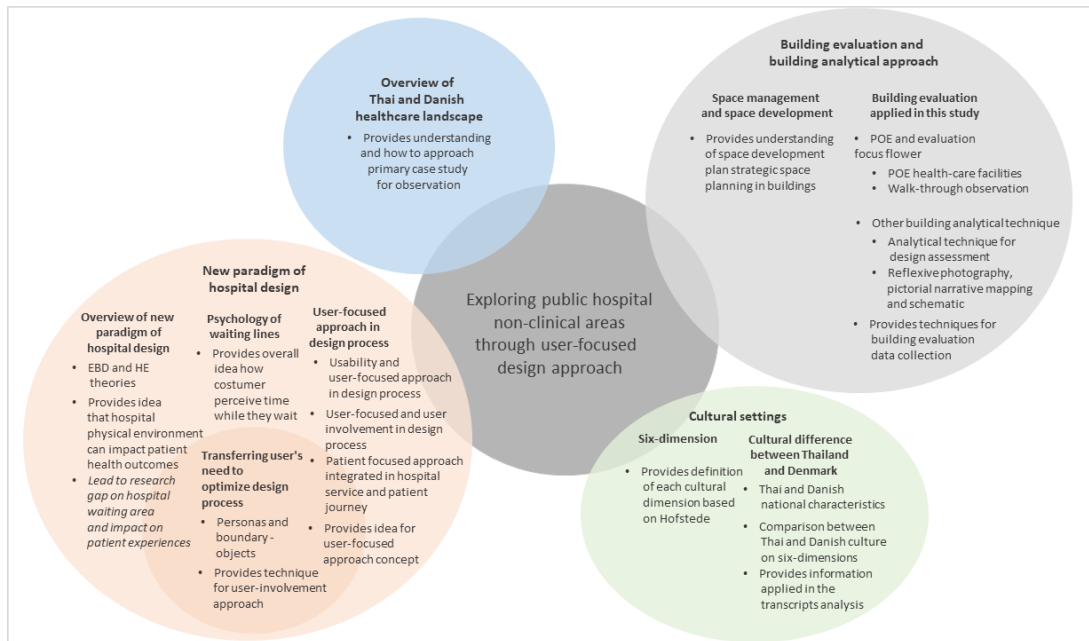 Overview of
Thai and Danish
healthcare landscape
• Provides understanding
and how to approach
primary case study
for observation
Building evaluation and
building analytical approach
Space management
and space development
• Provides understanding
of space development
plan strategic space
planning in buildings
Building evaluation
applied in this study
• POE and evaluation
focus flower
• POE health-care facilities
• Walk-through observation
• Other building analytical technique
• Analytical technique for
design assessment
• Reflexive photography,
pictorial narrative mapping
and schematic
• Provides techniques for
building evaluation
data collection
Exploring public hospital
non-clinical areas
through user-focused
design approach
New paradigm of
hospital design
Overview of new
paradigm of
hospital design
• EBD and HE
theories
• Provides idea
that hospital
physical environment
can impact patient
health outcomes
• Lead to research
gap on hospital
waiting area
and impact on
patient experiences
Psychology of
waiting lines
• Provides overall
idea how
costumer
perceive time
while they wait
Transferring user's
need to
optimize design
process
• Personas and
boundary -
objects
• Provides technique
for user-involvement
approach
User-focused
approach in
design process
• Usability and
user-focused approach
in design process
• User-focused and user
involvement in design
process
• Patient focused approach
integrated in hospital
service and patient
journey
• Provides idea for
user-focused
approach concept
Cultural settings
Six-dimension
• Provides definition
of each cultural
dimension based
on Hofstede
Cultural difference
between Thailand
and Denmark
• Thai and Danish
national characteristics
• Comparison between
Thai and Danish culture
on six-dimensions
• Provides information
applied in the
transcripts analysis